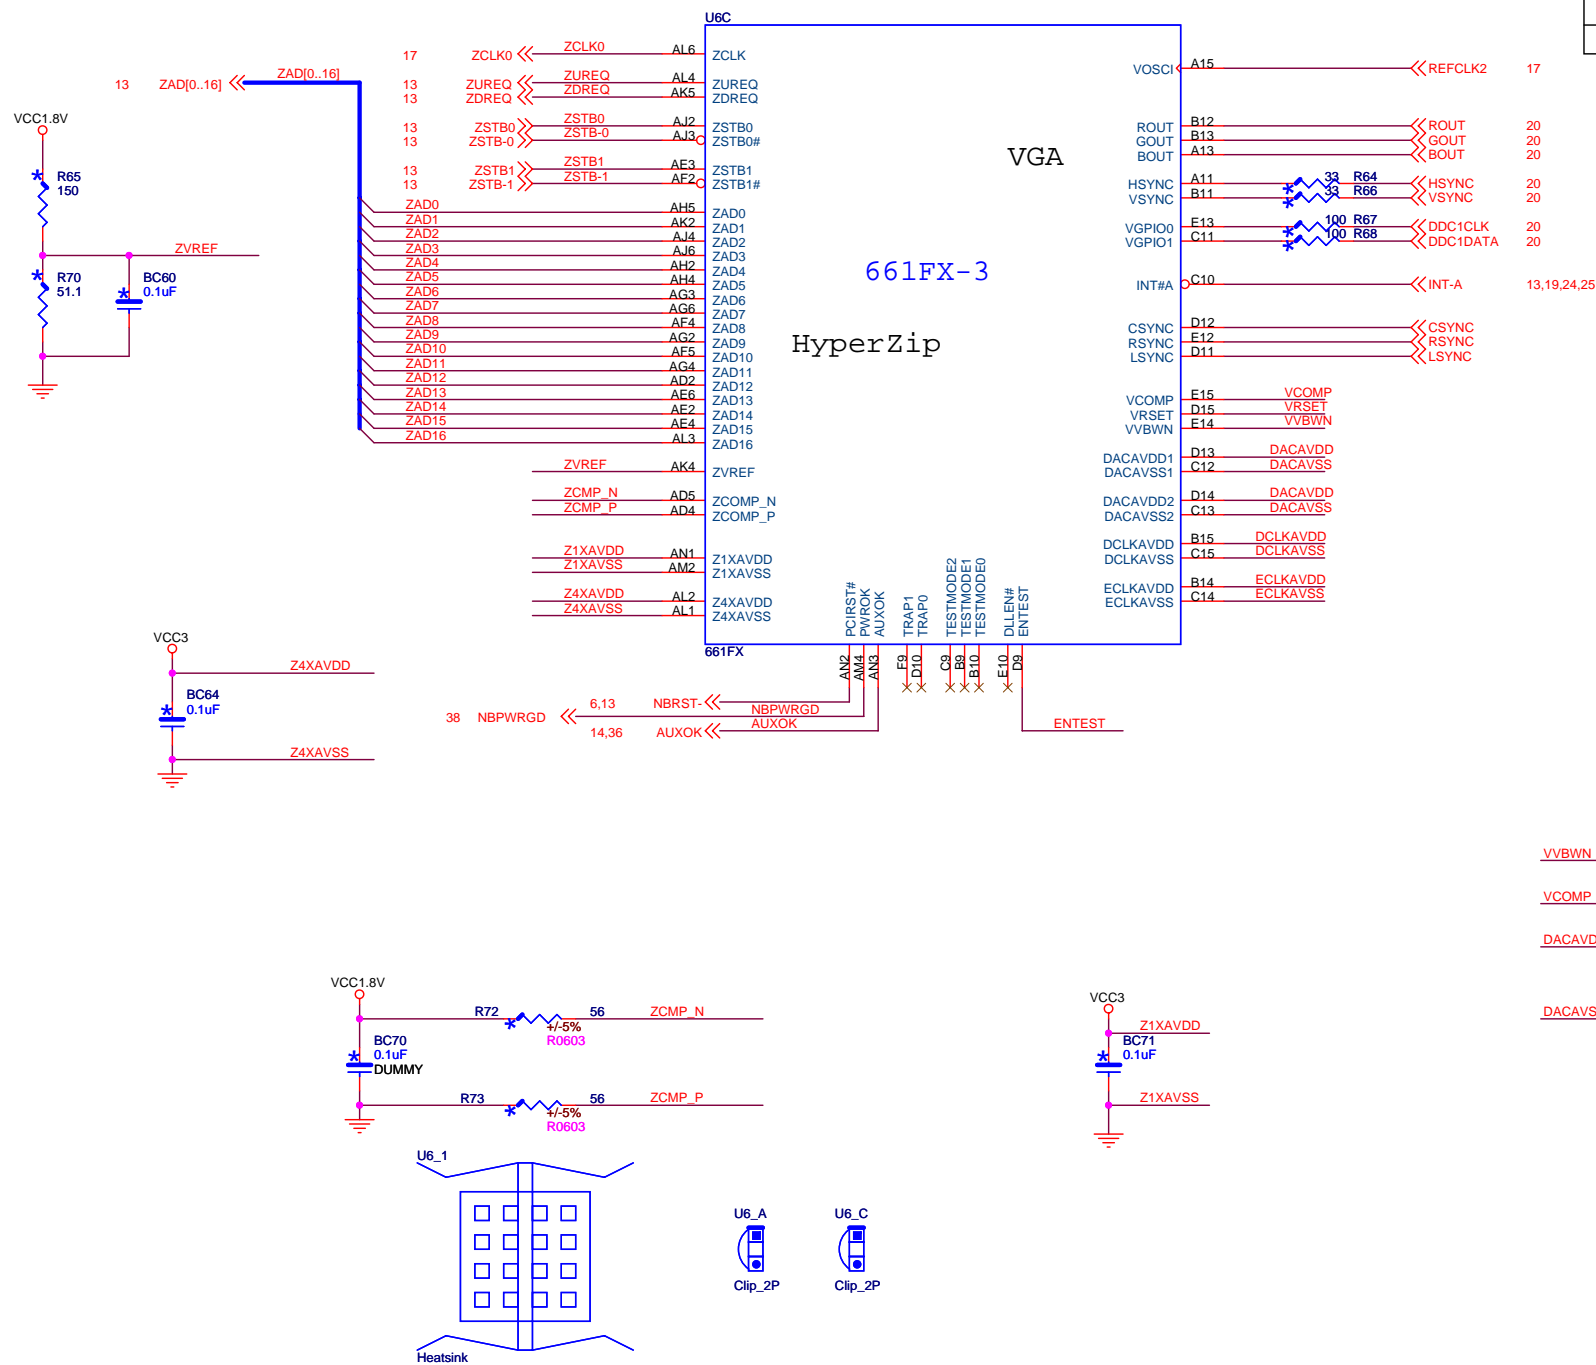 U6C
17 ZCLK0 ZCLK0 AL6 ZCLK
13 ZAD[0..16] ZAD[0..16]
13 ZUREQ ZUREQ AL4 ZUREQ
13 ZDREQ ZDREQ AK5 ZDREQ
13 ZSTB0 ZSTB0 AJ2 ZSTB0
13 ZSTB-0 ZSTB-0 AJ3 ZSTB0#
13 ZSTB1 ZSTB1 AE3 ZSTB1
13 ZSTB-1 ZSTB-1 AF2 ZSTB1#
ZAD0 AH5 ZAD0
ZAD1 AK2 ZAD1
ZAD2 AJ4 ZAD2
ZAD3 AJ6 ZAD3
ZAD4 AH2 ZAD4
ZAD5 AH4 ZAD5
ZAD6 AG3 ZAD6
ZAD7 AG6 ZAD7
ZAD8 AF4 ZAD8
ZAD9 AG2 ZAD9
ZAD10 AF5 ZAD10
ZAD11 AG4 ZAD11
ZAD12 AD2 ZAD12
ZAD13 AE6 ZAD13
ZAD14 AE2 ZAD14
ZAD15 AE4 ZAD15
ZAD16 AL3 ZAD16
ZVREF AK4 ZVREF
ZCMP_N AD5 ZCOMP_N
ZCMP_P AD4 ZCOMP_P
Z1XAVDD AN1 Z1XAVDD
Z1XAVSS AM2 Z1XAVSS
Z4XAVDD AL2 Z4XAVDD
Z4XAVSS AL1 Z4XAVSS
VGA
661FX-3
HyperZip
VOSCI A15 REFCLK2 17
ROUT B12 ROUT 20
GOUT B13 GOUT 20
BOUT A13 BOUT 20
HSYNC A11 33 R64 HSYNC 20
VSYNC B11 33 R66 VSYNC 20
VGPIO0 E13 100 R67 DDC1CLK 20
VGPIO1 C11 100 R68 DDC1DATA 20
INT#A C10 INT-A 13,19,24,25
CSYNC D12 CSYNC
RSYNC E12 RSYNC
LSYNC D11 LSYNC
VCOMP E15 VCOMP
VRSET D15 VRSET
VVBWN E14 VVBWN
DACAVDD1 D13 DACAVDD
DACAVSS1 C12 DACAVSS
DACAVDD2 D14 DACAVDD
DACAVSS2 C13 DACAVSS
DCLKAVDD B15 DCLKAVDD
DCLKAVSS C15 DCLKAVSS
ECLKAVDD B14 ECLKAVDD
ECLKAVSS C14 ECLKAVSS
PCIRST# AN2
PWROK AM4
AUXOK AN3
TRAP1 F9
TRAP0 D10
TESTMODE2 C9
TESTMODE1 B9
TESTMODE0 B10
DLLEN# E10
ENTEST D9
661FX
6,13 NBRST-
38 NBPWRGD NBPWRGD
14,36 AUXOK AUXOK
ENTEST
VCC1.8V
R65
150
ZVREF
R70
51.1
BC60
0.1uF
VCC3
Z4XAVDD
BC64
0.1uF
Z4XAVSS
VVBWN
VCOMP
DACAVD
DACAVS
VCC1.8V
R72 56 ZCMP_N
+/-5%
R0603
BC70
0.1uF
DUMMY
R73 56 ZCMP_P
+/-5%
R0603
VCC3
Z1XAVDD
BC71
0.1uF
Z1XAVSS
U6_1
Heatsink
U6_A
Clip_2P
U6_C
Clip_2P